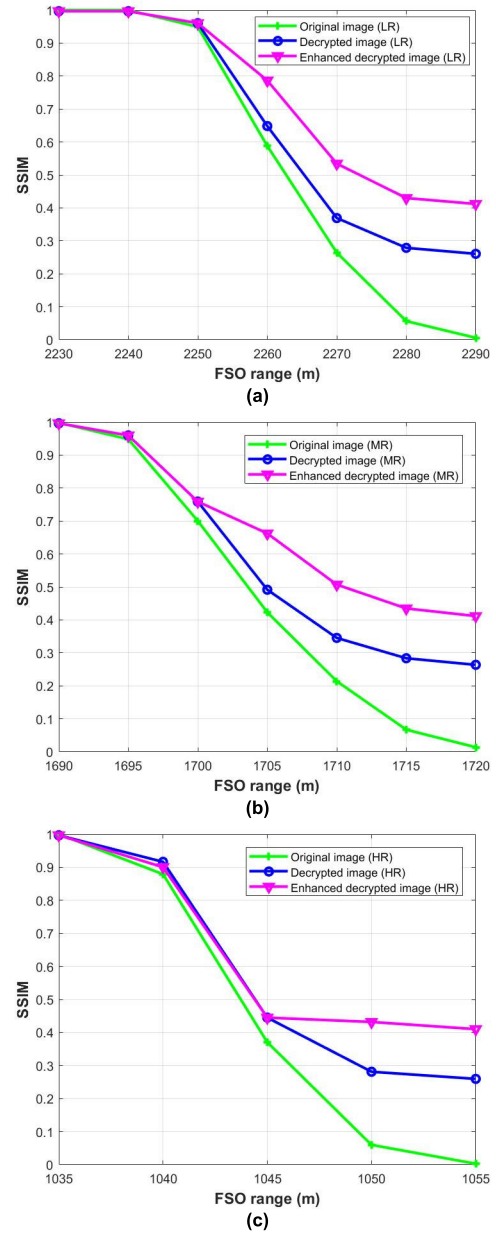 1
0.9
0.8
0.7
0.6
0.5
0.4
0.3
0.2
0.1
0
SSIM
Original image (LR)
Decrypted image (LR)
Enhanced decrypted image (LR)
2230 2240 2250 2260 2270 2280 2290
FSO range (m)
(a)
1
0.9
0.8
0.7
0.6
0.5
0.4
0.3
0.2
0.1
0
SSIM
Original image (MR)
Decrypted image (MR)
Enhanced decrypted image (MR)
1690 1695 1700 1705 1710 1715 1720
FSO range (m)
(b)
1
0.9
0.8
0.7
0.6
0.5
0.4
0.3
0.2
0.1
0
SSIM
Original image (HR)
Decrypted image (HR)
Enhanced decrypted image (HR)
1035 1040 1045 1050 1055
FSO range (m)
(c)